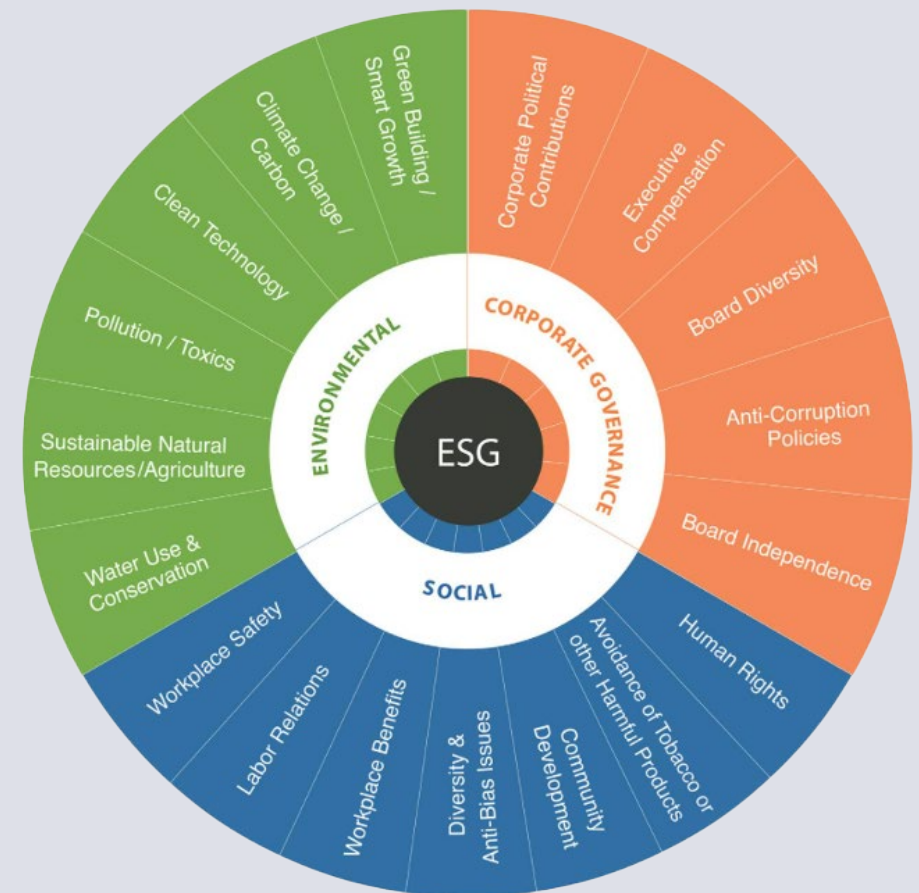 ESG
ENVIRONMENTAL
CORPORATE GOVERNANCE
SOCIAL
Green Building /
Smart Growth
Climate Change /
Carbon
Clean Technology
Pollution / Toxics
Sustainable Natural
Resources/Agriculture
Water Use &
Conservation
Corporate Political
Contributions
Executive
Compensation
Board Diversity
Anti-Corruption
Policies
Board Independence
Human Rights
Avoidance of Tobacco or
other Harmful Products
Community
Development
Diversity &
Anti-Bias Issues
Workplace Benefits
Labor Relations
Workplace Safety